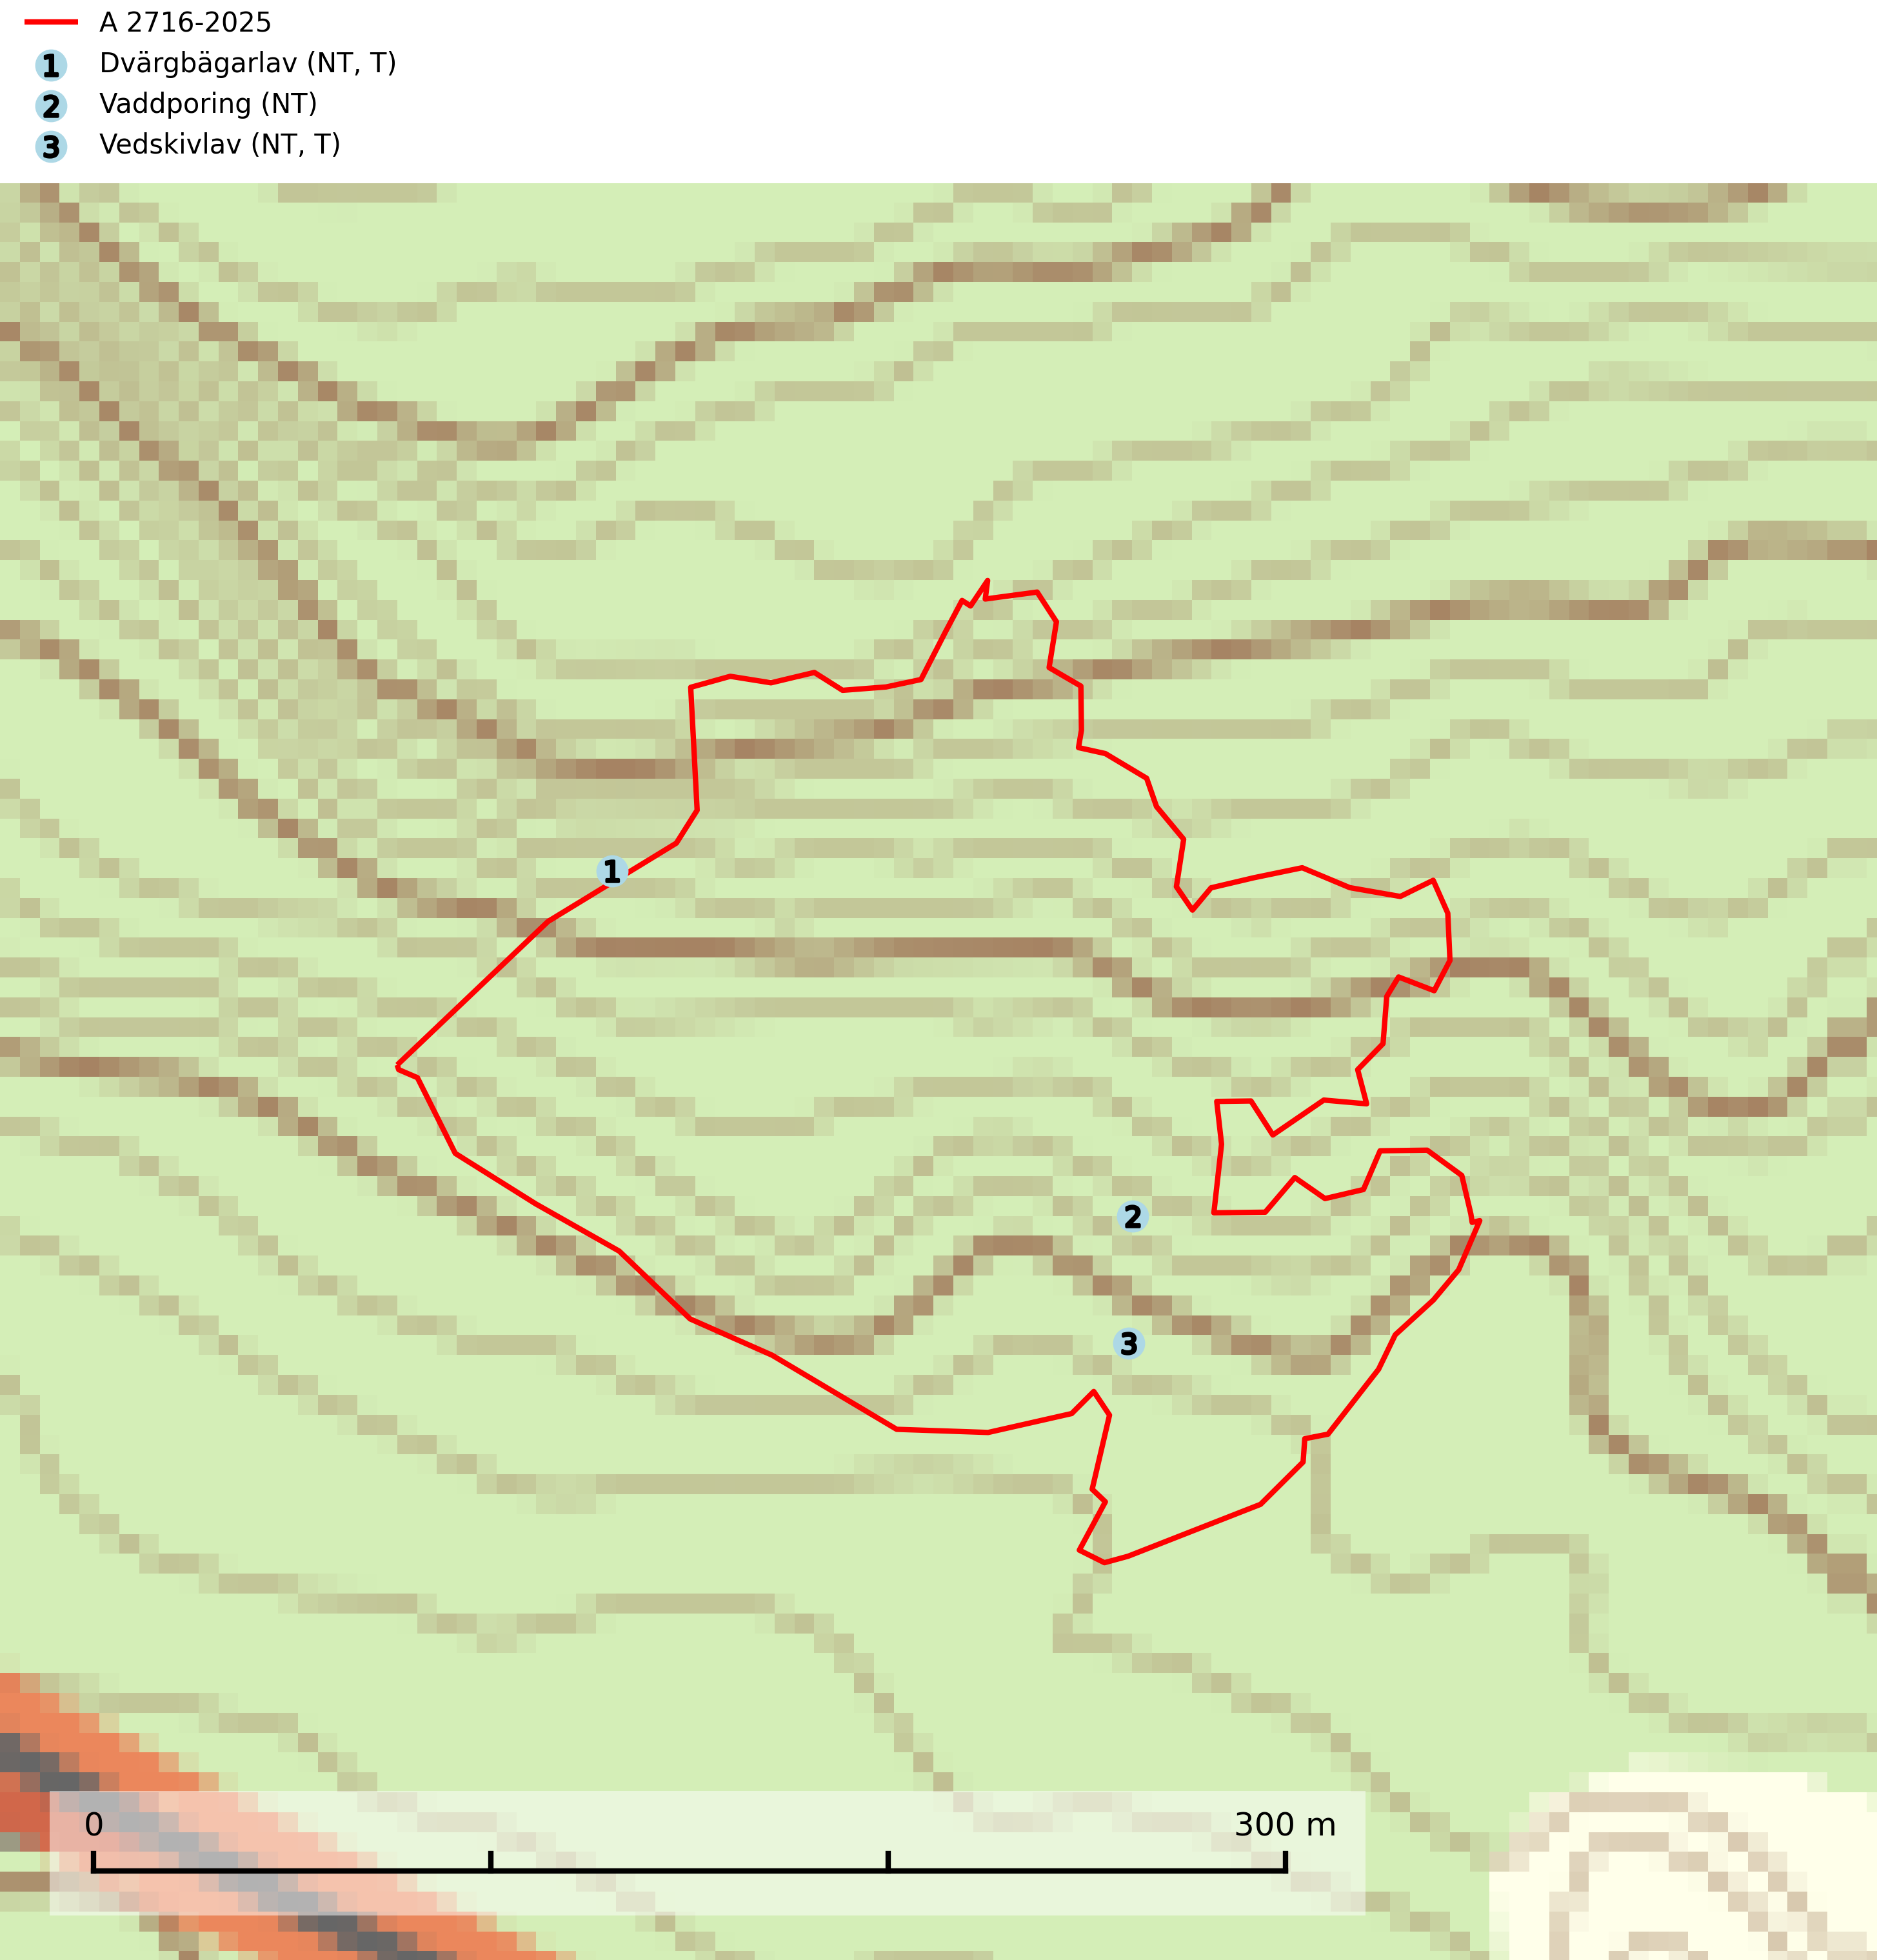 A 2716-2025
1 Dvärgbägarlav (NT, T)
2 Vaddporing (NT)
3 Vedskivlav (NT, T)
1
2
3
0 300 m